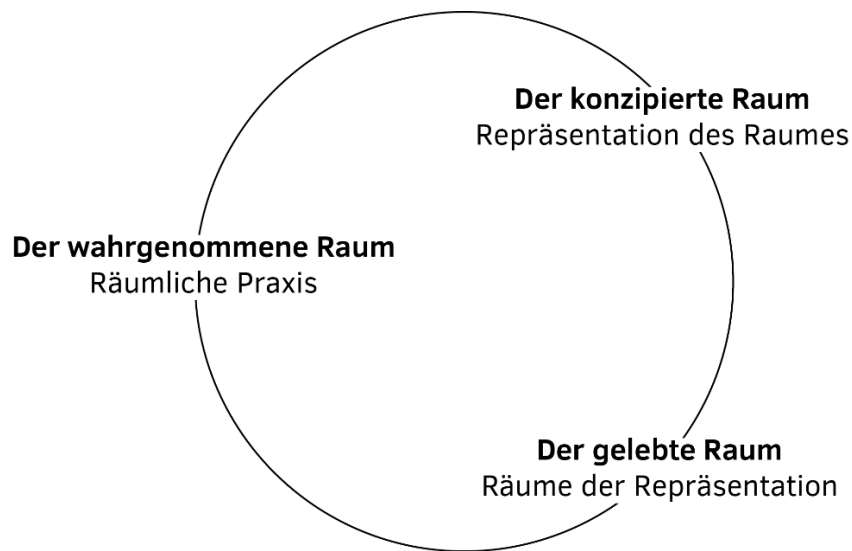 Der konzipierte Raum
Repräsentation des Raumes
Der wahrgenommene Raum
Räumliche Praxis
Der gelebte Raum
Räume der Repräsentation